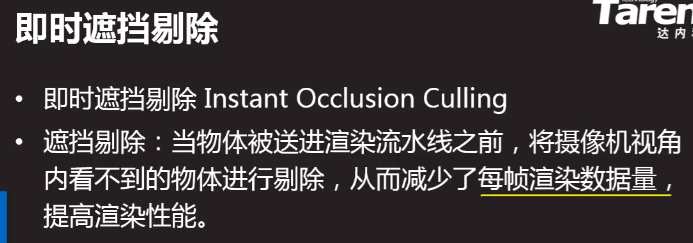 即时遮挡剔除
Taren
达内
• 即时遮挡剔除 Instant Occlusion Culling
• 遮挡剔除：当物体被送进渲染流水线之前，将摄像机视角
内看不到的物体进行剔除，从而减少了每帧渲染数据量，
提高渲染性能。